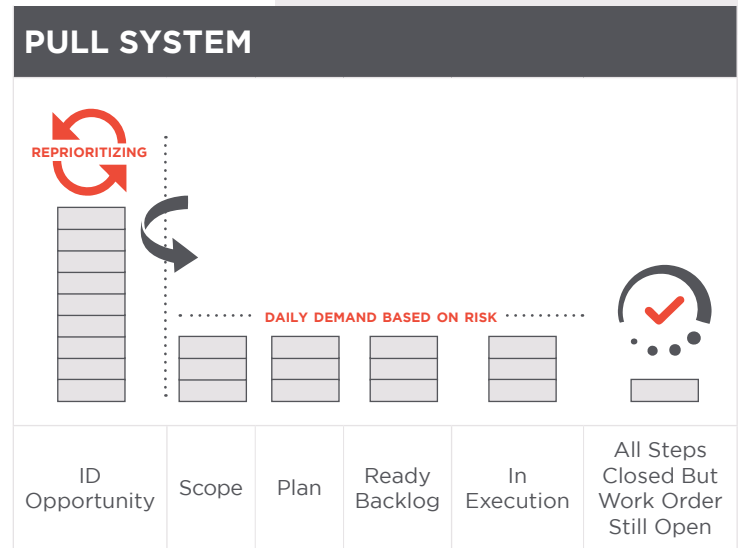 PULL SYSTEM
REPRIORITIZING
DAILY DEMAND BASED ON RISK
ID
Opportunity
Scope
Plan
Ready
Backlog
In
Execution
All Steps
Closed But
Work Order
Still Open